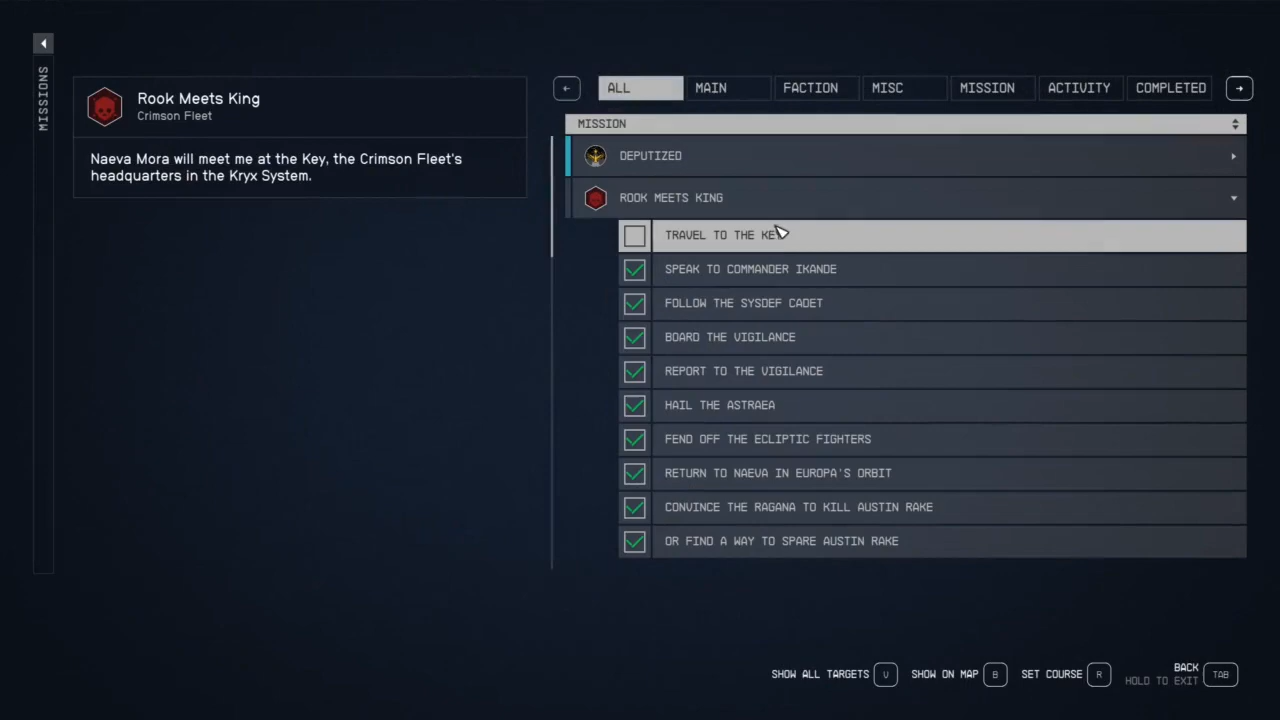 MISSIONS
Rook Meets King
Crimson Fleet
Naeva Mora will meet me at the Key, the Crimson Fleet's
headquarters in the Kryx System.
ALL
MAIN
FACTION
MISC
MISSION
ACTIVITY
COMPLETED
MISSION
DEPUTIZED
ROOK MEETS KING
TRAVEL TO THE KEY
SPEAK TO COMMANDER IKANDE
FOLLOW THE SYSDEF CADET
BOARD THE VIGILANCE
REPORT TO THE VIGILANCE
HAIL THE ASTRAEA
FEND OFF THE ECLIPTIC FIGHTERS
RETURN TO NAEVA IN EUROPA'S ORBIT
CONVINCE THE RAGANA TO KILL AUSTIN RAKE
OR FIND A WAY TO SPARE AUSTIN RAKE
SHOW ALL TARGETS U
SHOW ON MAP B
SET COURSE R
BACK
HOLD TO EXIT TAB